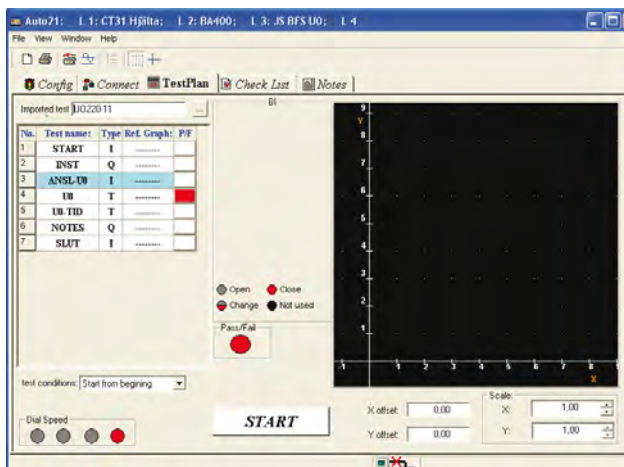 Auto21: L 1: CT31 Hjälta; L 2: BA400; L 3: JS BFS U0; L 4
File View Window Help
Config Connect TestPlan Check List Notes
Imported test UO220-11 ...
BI
No. Test name: Type Ref. Graph: P/F
1 START I --------
2 INST Q --------
3 ANSL-U0 I --------
4 U0 T --------
5 U0-TID T --------
6 NOTES Q --------
7 SLUT I --------
Open Close
Change Not used
Pass/Fail
9
Y
8
7
6
5
4
3
2
1
-1 1 2 3 4 5 6 7 8 9
X
test conditions: Start from begining
Dial Speed
START
X offset: 0,00
Y offset: 0,00
Scale:
X: 1,00
Y: 1,00